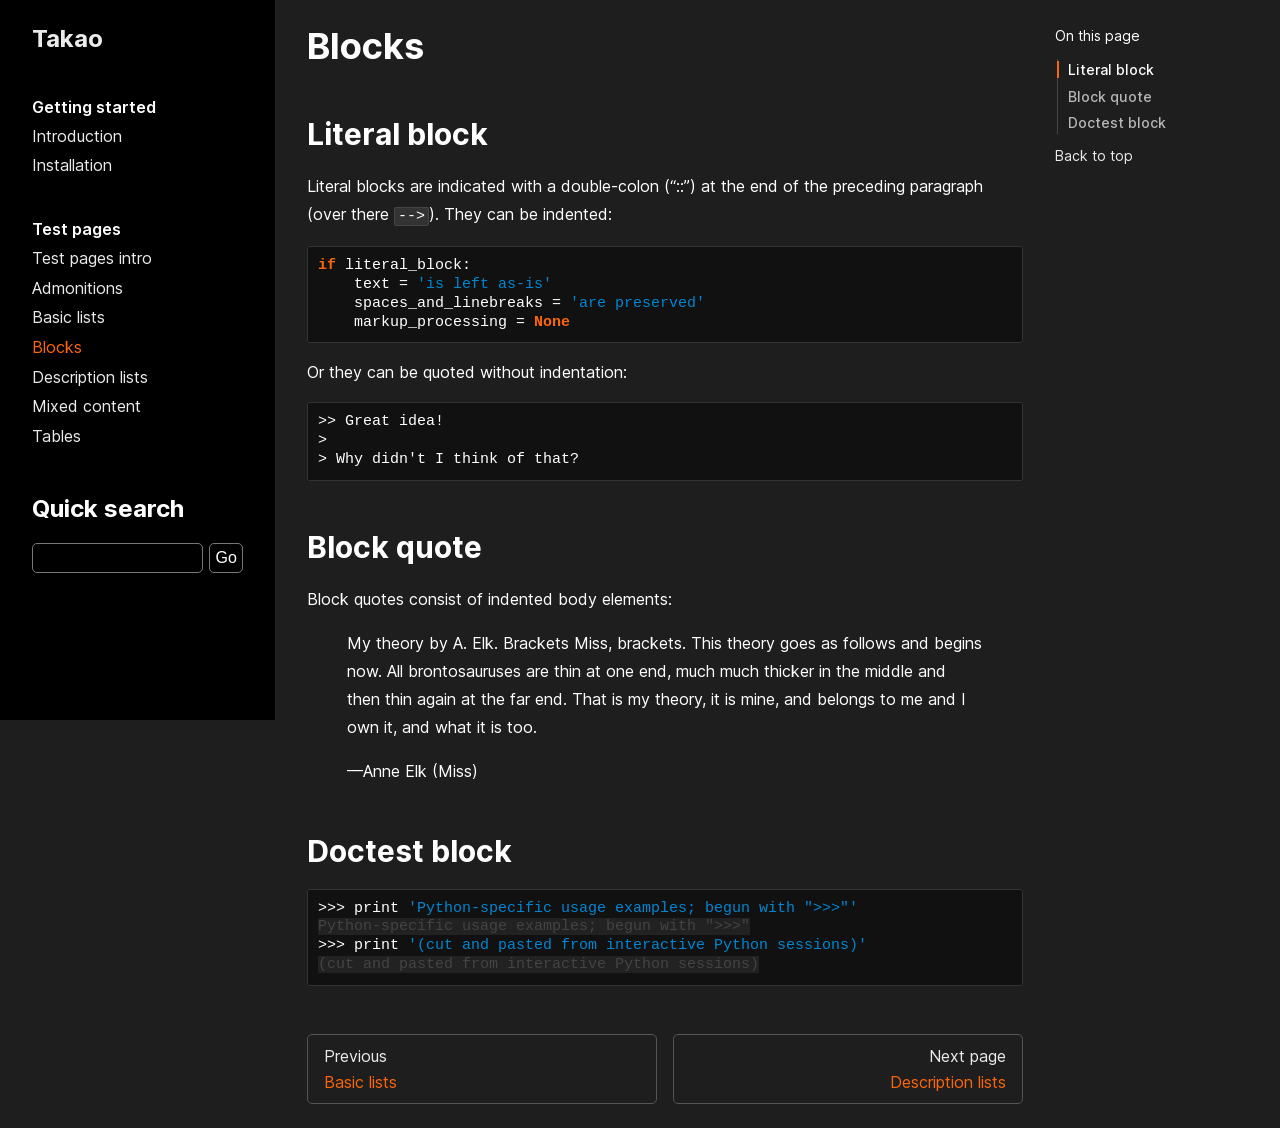 Takao
Getting started
Introduction
Installation
Test pages
Test pages intro
Admonitions
Basic lists
Blocks
Description lists
Mixed content
Tables
Quick search
Go
Blocks
Literal block
Literal blocks are indicated with a double-colon (“::”) at the end of the preceding paragraph
(over there -->). They can be indented:
if literal_block:
    text = 'is left as-is'
    spaces_and_linebreaks = 'are preserved'
    markup_processing = None
Or they can be quoted without indentation:
>> Great idea!
>
> Why didn't I think of that?
Block quote
Block quotes consist of indented body elements:
My theory by A. Elk. Brackets Miss, brackets. This theory goes as follows and begins
now. All brontosauruses are thin at one end, much much thicker in the middle and
then thin again at the far end. That is my theory, it is mine, and belongs to me and I
own it, and what it is too.
—Anne Elk (Miss)
Doctest block
>>> print 'Python-specific usage examples; begun with ">>>"'
Python-specific usage examples; begun with ">>>"
>>> print '(cut and pasted from interactive Python sessions)'
(cut and pasted from interactive Python sessions)
Previous
Basic lists
Next page
Description lists
On this page
Literal block
Block quote
Doctest block
Back to top